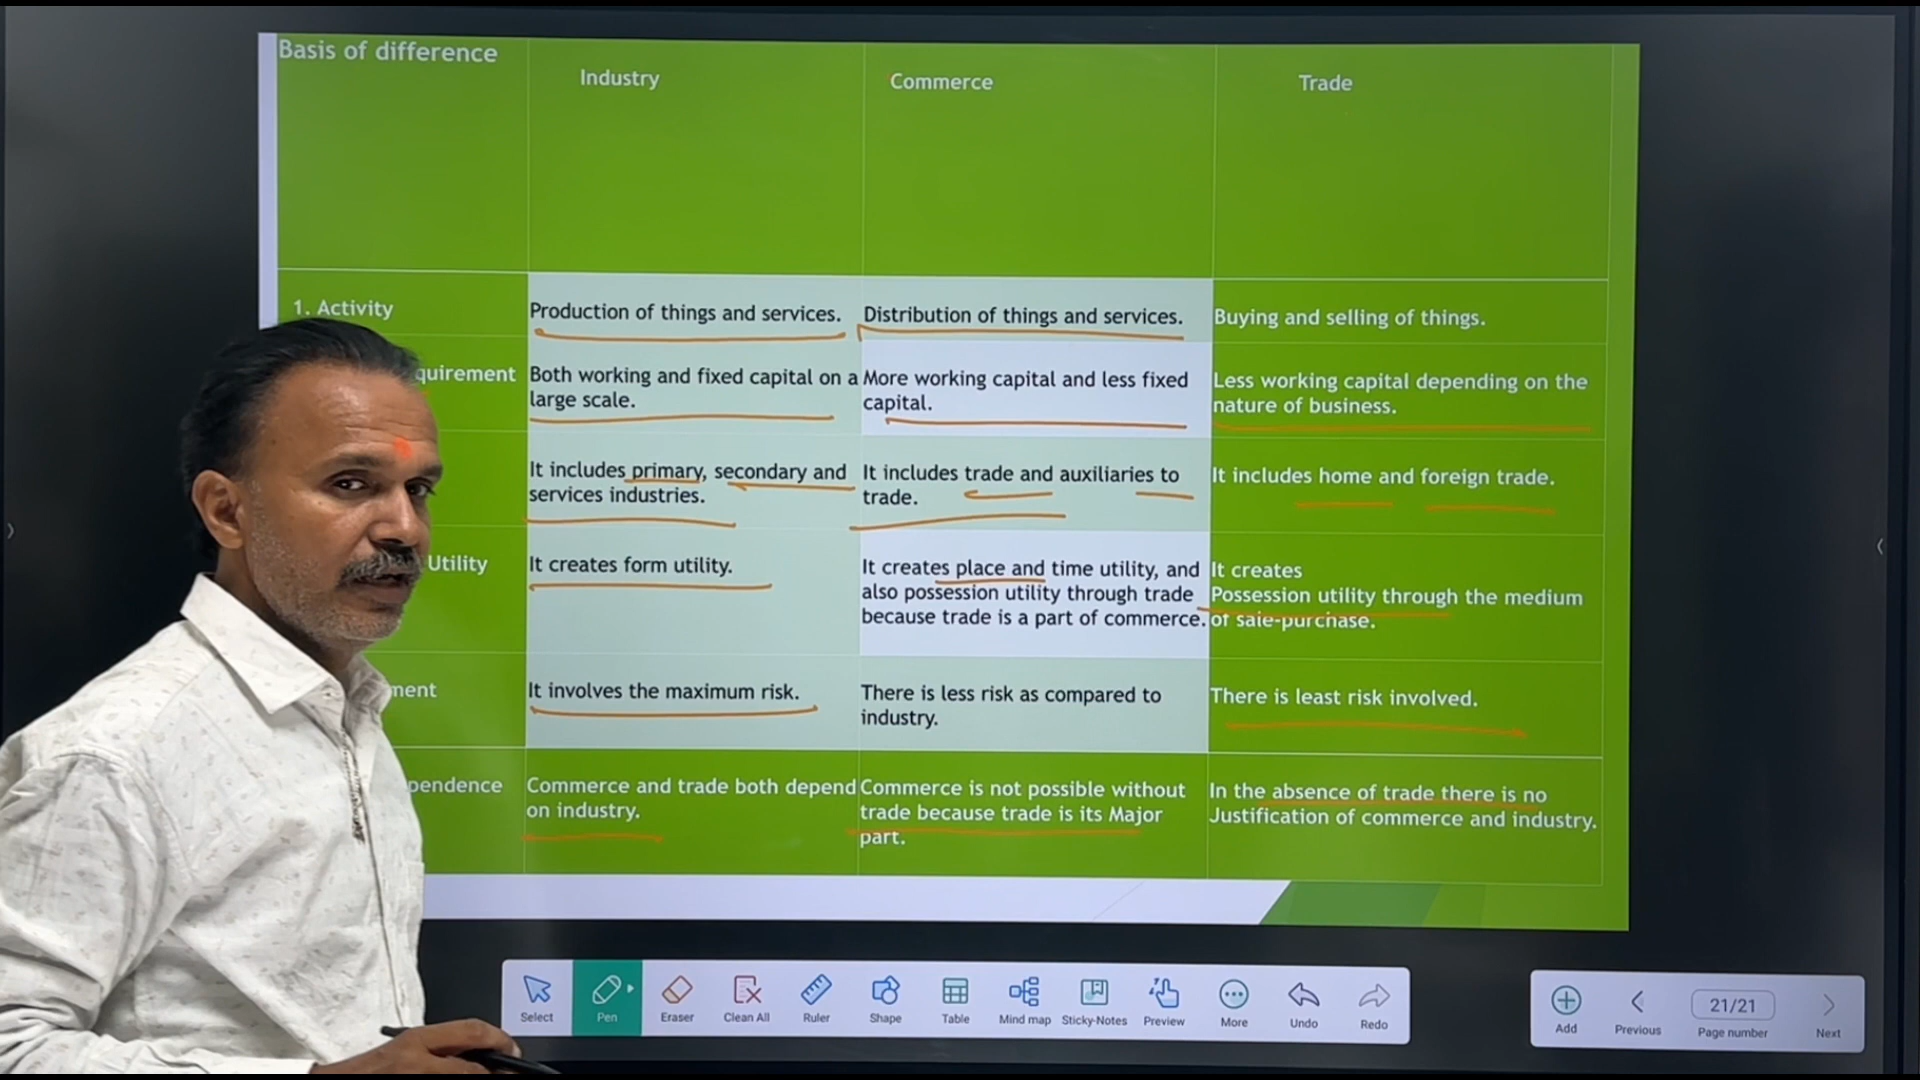 Basis of difference
Industry
Commerce
Trade
1. Activity
Production of things and services.
Distribution of things and services.
Buying and selling of things.
quirement
Both working and fixed capital on a
large scale.
More working capital and less fixed
capital.
Less working capital depending on the
nature of business.
It includes primary, secondary and
services industries.
It includes trade and auxiliaries to
trade.
It includes home and foreign trade.
Utility
It creates form utility.
It creates place and time utility, and
also possession utility through trade
because trade is a part of commerce.
It creates
Possession utility through the medium
of sale-purchase.
ment
It involves the maximum risk.
There is less risk as compared to
industry.
There is least risk involved.
pendence
Commerce and trade both depend
on industry.
Commerce is not possible without
trade because trade is its Major
part.
In the absence of trade there is no
Justification of commerce and industry.
Select
Pen
Eraser
Clean All
Ruler
Shape
Table
Mind map
Sticky-Notes
Preview
More
Undo
Redo
Add
Previous
21/21
Page number
Next